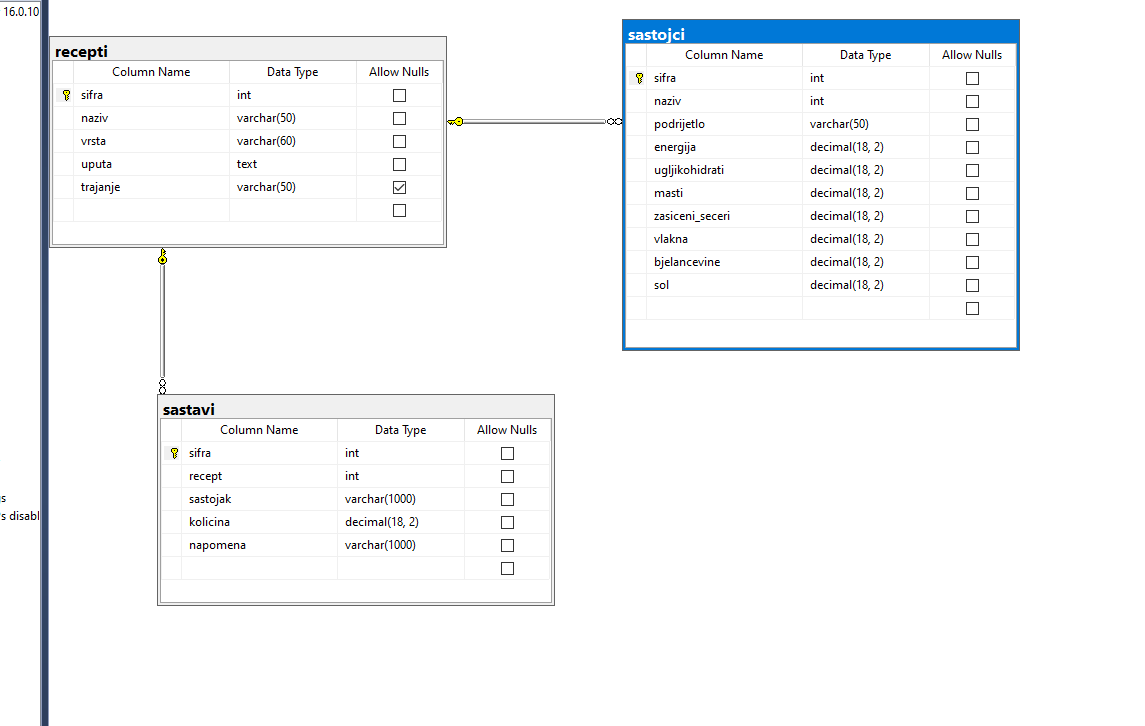 16.0.10
recepti
Column Name Data Type Allow Nulls
sifra int
naziv varchar(50)
vrsta varchar(60)
uputa text
trajanje varchar(50)
sastojci
Column Name Data Type Allow Nulls
sifra int
naziv int
podrijetlo varchar(50)
energija decimal(18, 2)
ugljikohidrati decimal(18, 2)
masti decimal(18, 2)
zasiceni_seceri decimal(18, 2)
vlakna decimal(18, 2)
bjelancevine decimal(18, 2)
sol decimal(18, 2)
sastavi
Column Name Data Type Allow Nulls
sifra int
recept int
sastojak varchar(1000)
kolicina decimal(18, 2)
napomena varchar(1000)
s disabl